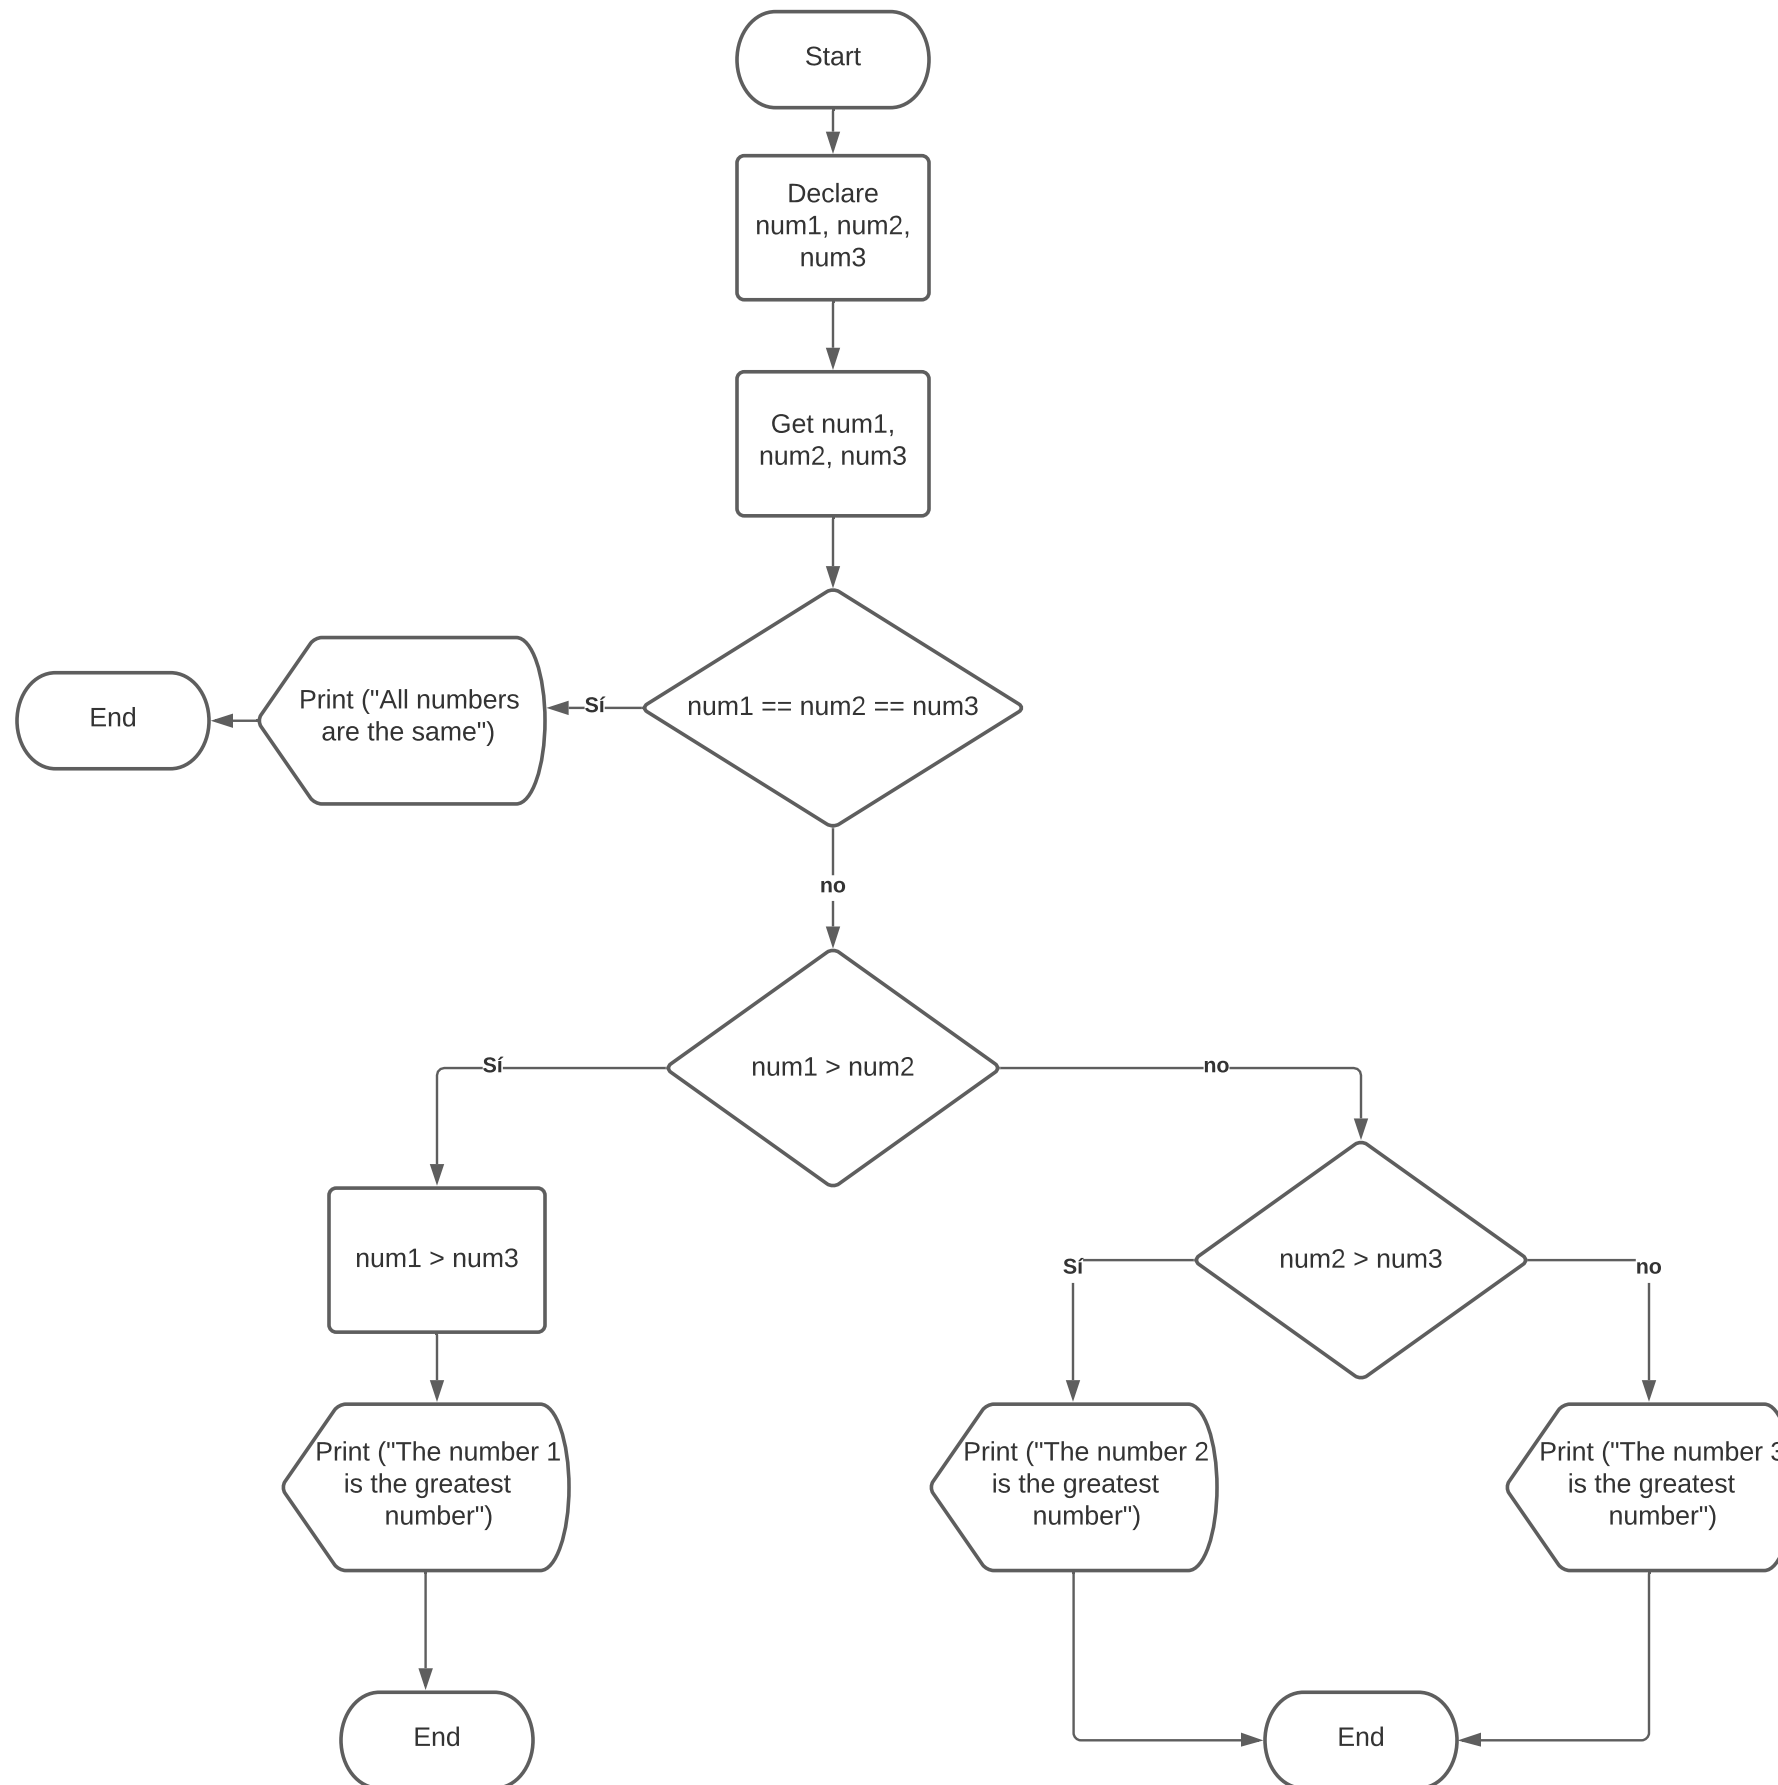 Start
Declare
num1, num2,
num3
Get num1,
num2, num3
num1 == num2 == num3
Sí
Print ("All numbers
are the same")
End
no
num1 > num2
Sí
no
num1 > num3
num2 > num3
Sí
no
Print ("The number 1
is the greatest
number")
Print ("The number 2
is the greatest
number")
Print ("The number 3
is the greatest
number")
End
End